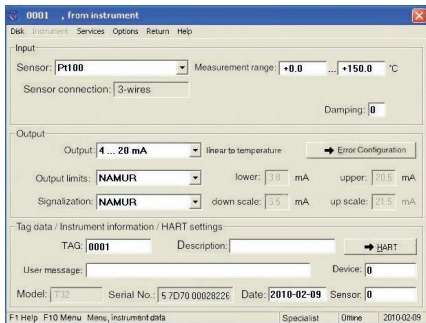 0001 , from instrument
Disk Instrument Services Options Return Help
Input
Sensor: Pt100 Measurement range: +0.0 ... +150.0 °C
Sensor connection: 3-wires
Damping: 0
Output
Output: 4 ... 20 mA linear to temperature Error Configuration
Output limits: NAMUR lower: 3.8 mA upper: 20.5 mA
Signalization: NAMUR down scale: 3.5 mA up scale: 21.5 mA
Tag data / Instrument information / HART settings
TAG: 0001 Description: HART
User message: Device: 0
Model: T32 Serial No.: 5 7D70 00028226 Date: 2010-02-09 Sensor: 0
F1 Help F10 Menu Menu, instrument data Specialist Offline 2010-02-09